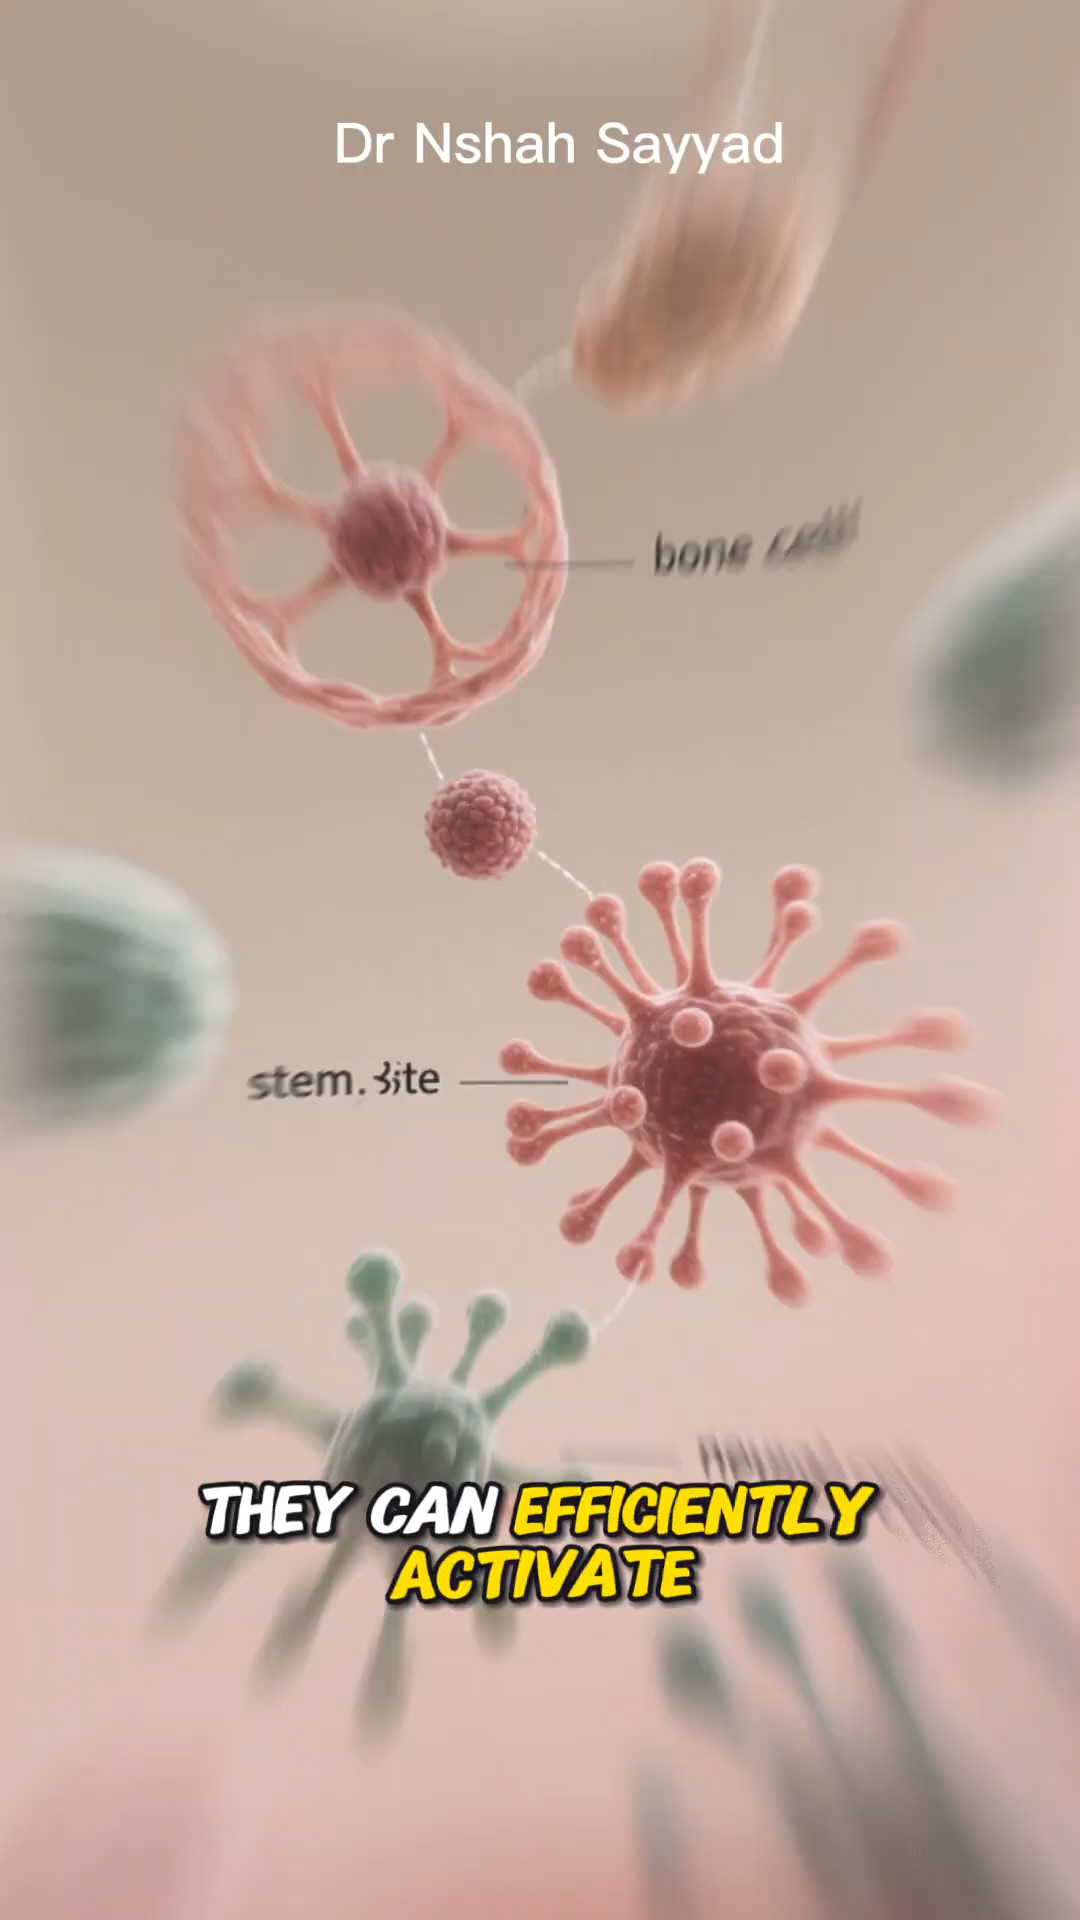 Dr Nshah Sayyad
bone
stem.
THEY CAN EFFICIENTLY
ACTIVATE